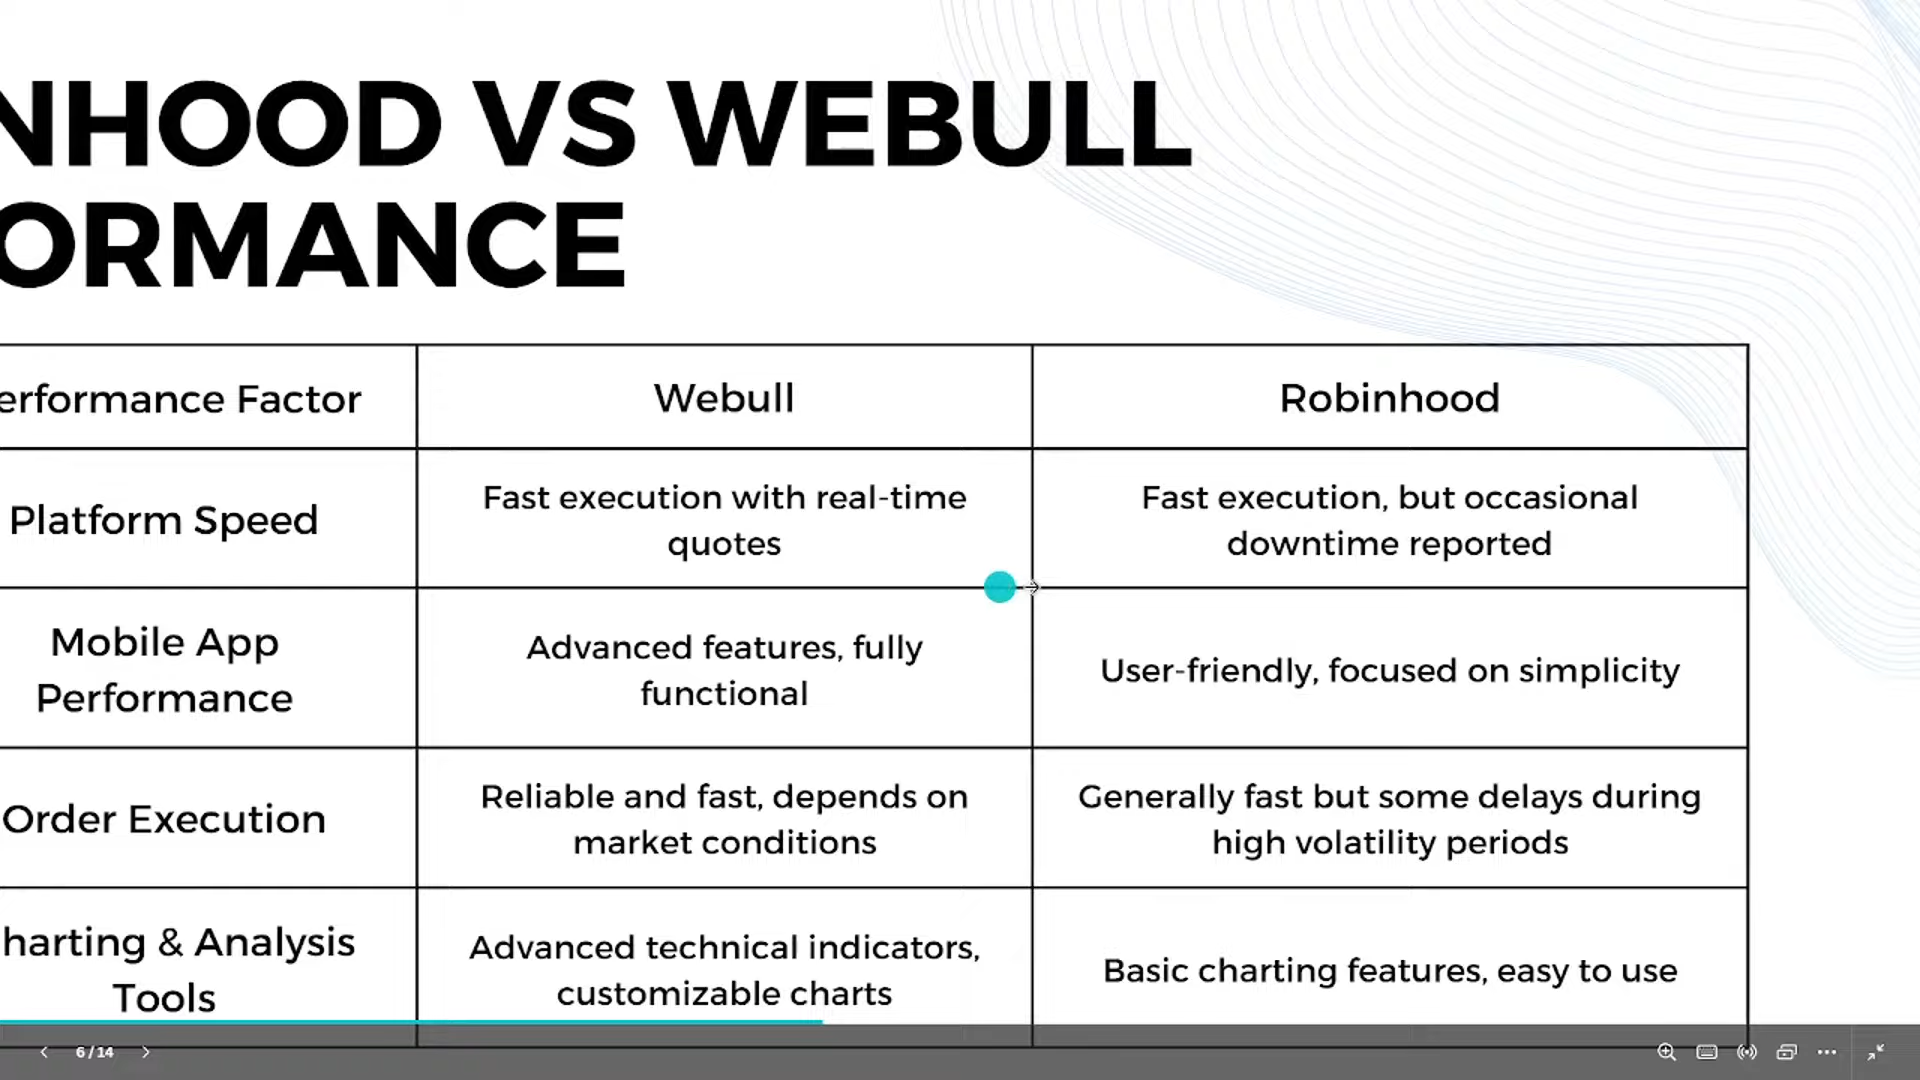 NHOOD VS WEBULL
ORMANCE
erformance Factor
Webull
Robinhood
Platform Speed
Fast execution with real-time
quotes
Fast execution, but occasional
downtime reported
Mobile App
Performance
Advanced features, fully
functional
User-friendly, focused on simplicity
Order Execution
Reliable and fast, depends on
market conditions
Generally fast but some delays during
high volatility periods
harting & Analysis
Tools
Advanced technical indicators,
customizable charts
Basic charting features, easy to use
6 / 14